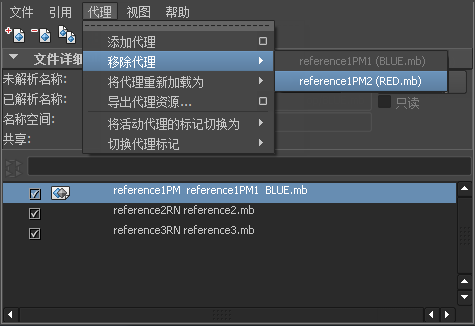 文件 引用 代理 视图 帮助
添加代理
文件详细
移除代理
reference1PM1 (BLUE.mb)
未解析名称:
将代理重新加载为
reference1PM2 (RED.mb)
已解析名称:
导出代理资源...
只读
名称空间:
将活动代理的标记切换为
共享:
切换代理标记
reference1PM reference1PM1 BLUE.mb
reference2RN reference2.mb
reference3RN reference3.mb